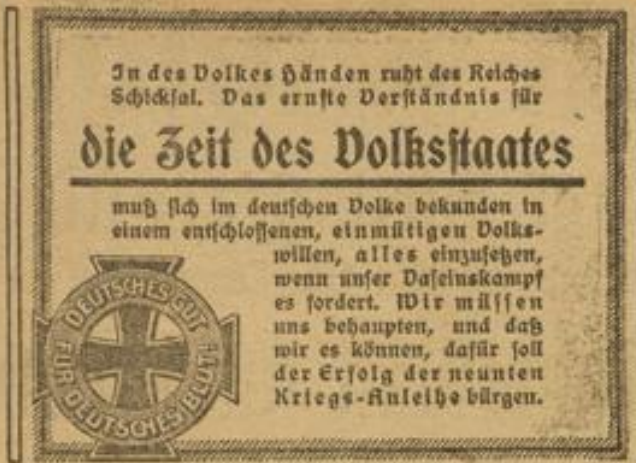 In des Volkes Händen ruht des Reiches
Schicksal. Das ernste Verständnis für
die Zeit des Volksstaates
muß sich im deutschen Volke bekunden in
einem entschlossenen, einmütigen Volks-
willen, alles einzusetzen,
wenn unser Daseinskampf
es fordert. Wir müssen
uns behaupten, und daß
wir es können, dafür soll
der Erfolg der neunten
Kriegs-Anleihe bürgen.
DEUTSCHES GUT
FÜR DEUTSCHES BLUT